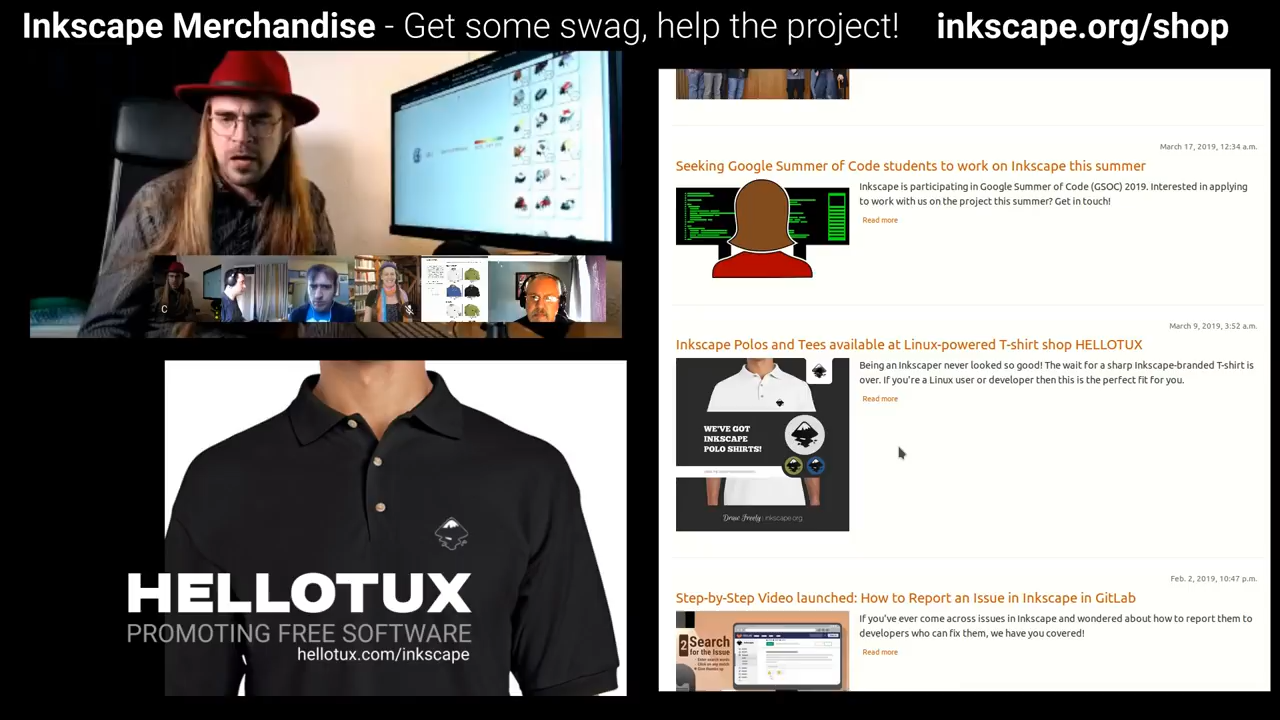 Inkscape Merchandise - Get some swag, help the project! inkscape.org/shop
C
HELLOTUX
PROMOTING FREE SOFTWARE
hellotux.com/inkscape
March 17, 2019, 12:34 a.m.
Seeking Google Summer of Code students to work on Inkscape this summer
Inkscape is participating in Google Summer of Code (GSOC) 2019. Interested in applying
to work with us on the project this summer? Get in touch!
Read more
March 9, 2019, 3:52 a.m.
Inkscape Polos and Tees available at Linux-powered T-shirt shop HELLOTUX
Being an Inkscaper never looked so good! The wait for a sharp Inkscape-branded T-shirt is
over. If you're a Linux user or developer then this is the perfect fit for you.
Read more
WE'VE GOT
INKSCAPE
POLO SHIRTS!
Draw Freely | inkscape.org
Feb. 2, 2019, 10:47 p.m.
Step-by-Step Video launched: How to Report an Issue in Inkscape in GitLab
If you've ever come across issues in Inkscape and wondered about how to report them to
developers who can fix them, we have you covered!
Read more
2 Search
for the Issue